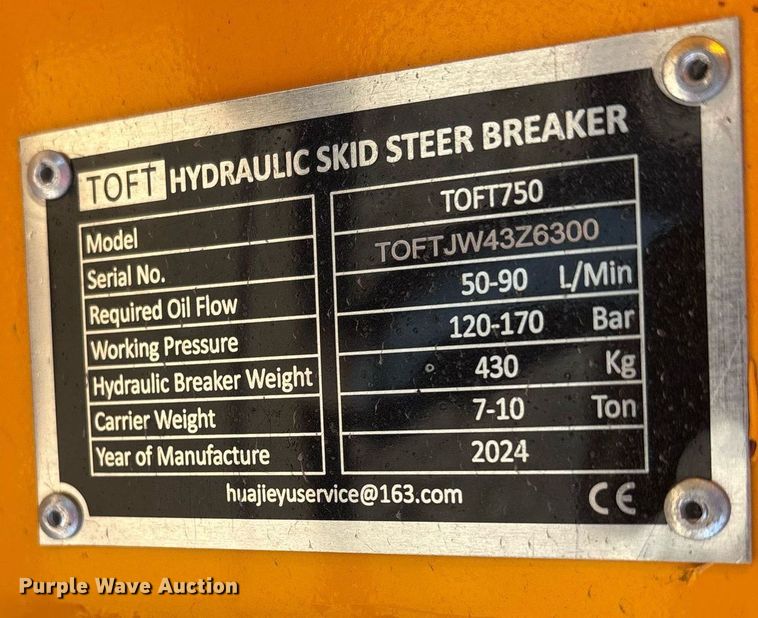 TOFT HYDRAULIC SKID STEER BREAKER
Model TOFT750
Serial No. TOFTJW43Z6300
Required Oil Flow 50-90 L/Min
Working Pressure 120-170 Bar
Hydraulic Breaker Weight 430 Kg
Carrier Weight 7-10 Ton
Year of Manufacture 2024
huajieyuservice@163.com CE
Purple Wave Auction